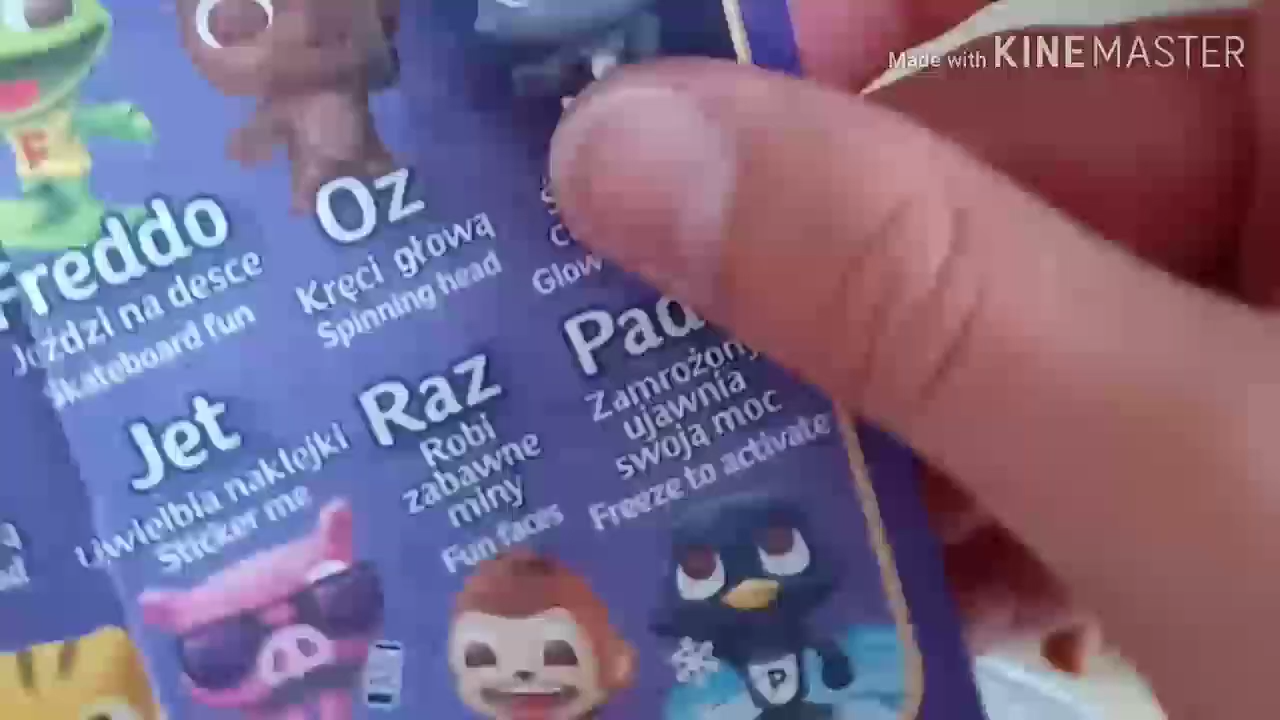 Made with KINEMASTER
F
Freddo
Jeździ na desce
Skateboard fun
Oz
Kręci głową
Spinning head
Glow
Jet
Uwielbia naklejki
Sticker me
Raz
Robi
zabawne
miny
Fun faces
Pad
Zamrożony
ujawnia
swoją moc
Freeze to activate
P